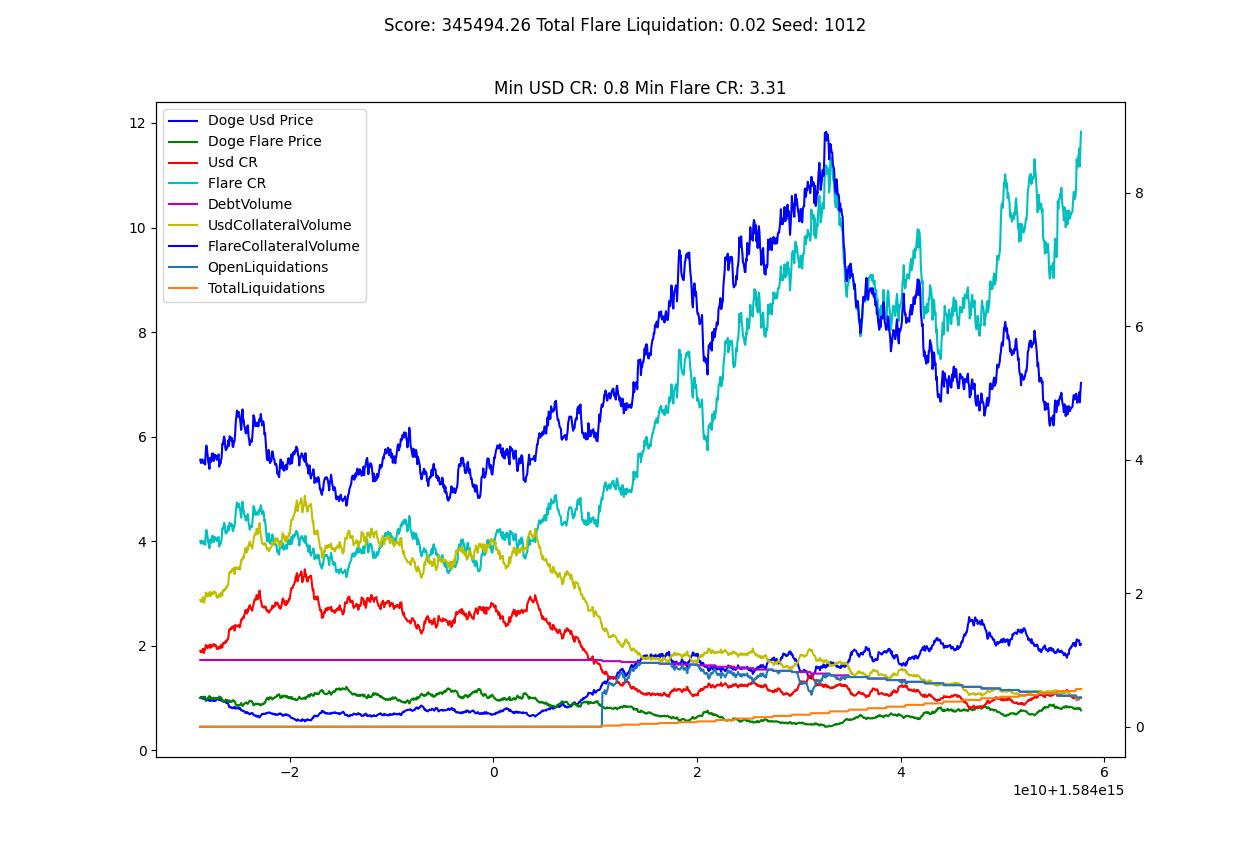 Score: 345494.26 Total Flare Liquidation: 0.02 Seed: 1012
Min USD CR: 0.8 Min Flare CR: 3.31
Doge Usd Price
Doge Flare Price
Usd CR
Flare CR
DebtVolume
UsdCollateralVolume
FlareCollateralVolume
OpenLiquidations
TotalLiquidations
12
10
8
6
4
2
0
8
6
4
2
0
−2
0
2
4
6
1e10+1.584e15